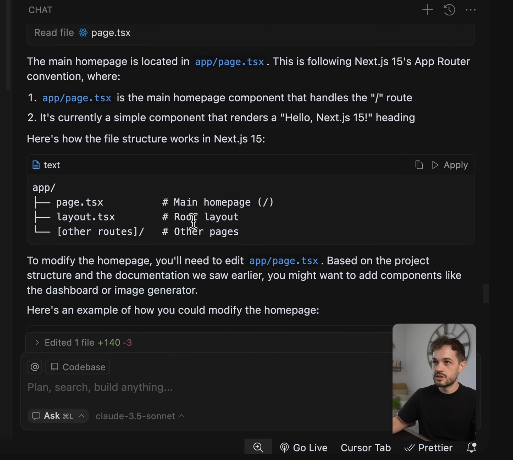 CHAT
Read file page.tsx
The main homepage is located in app/page.tsx. This is following Next.js 15's App Router
convention, where:
1. app/page.tsx is the main homepage component that handles the "/" route
2. It's currently a simple component that renders a "Hello, Next.js 15!" heading
Here's how the file structure works in Next.js 15:
text Apply
app/
├── page.tsx # Main homepage (/)
├── layout.tsx # Root layout
└── [other routes]/ # Other pages
To modify the homepage, you'll need to edit app/page.tsx. Based on the project
structure and the documentation we saw earlier, you might want to add components like
the dashboard or image generator.
Here's an example of how you could modify the homepage:
> Edited 1 file +140 -3
@ Codebase
Plan, search, build anything...
Ask ⌘L claude-3.5-sonnet
Go Live Cursor Tab Prettier